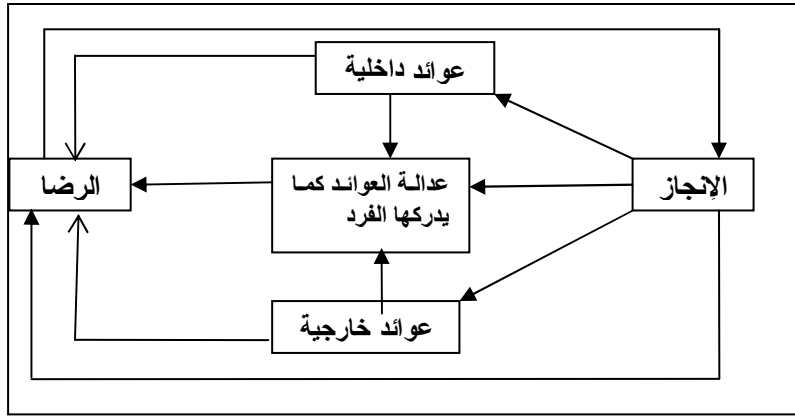 عوائد داخلية
الإنجاز
عدالة العوائد كما
يدركها الفرد
الرضا
عوائد خارجية